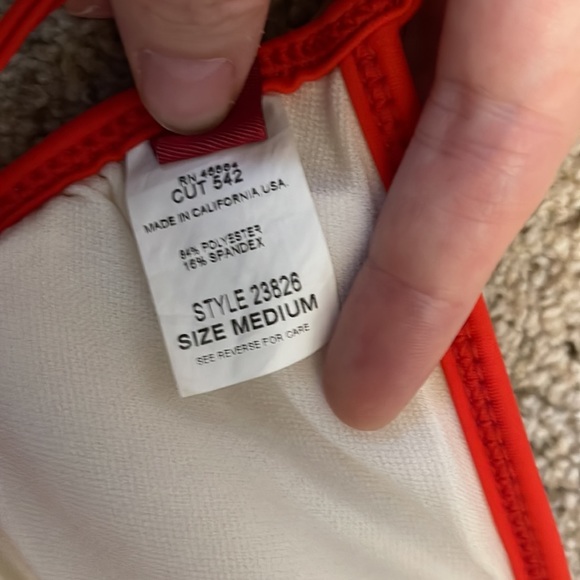 CUT 542
MADE IN CALIFORNIA, USA.
84% POLYESTER
16% SPANDEX
STYLE 23826
SIZE MEDIUM
SEE REVERSE FOR CARE